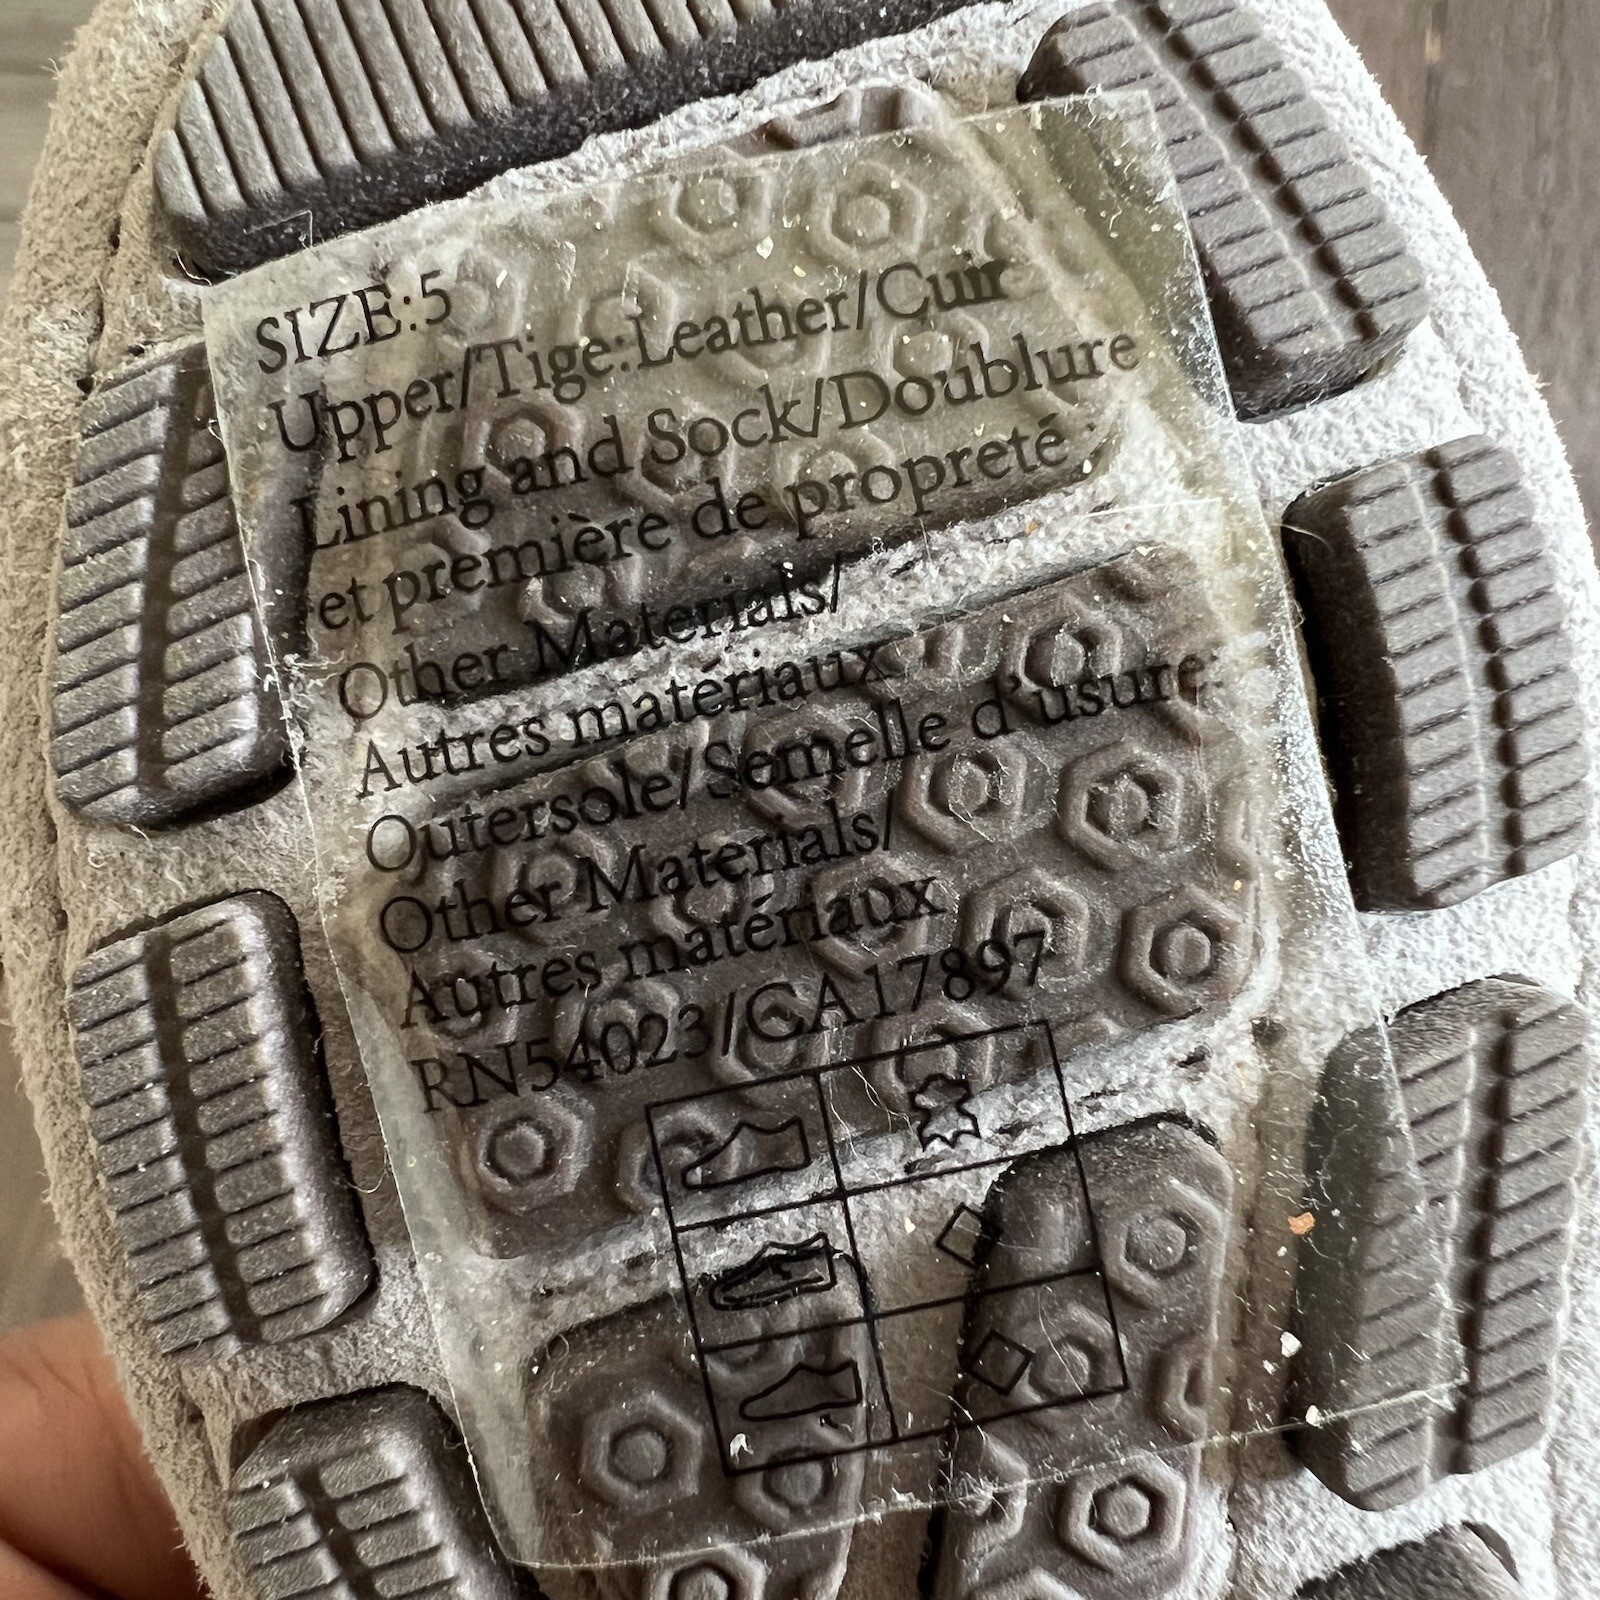 SIZE:5
Upper/Tige:Leather/Cuir
Lining and Sock/Doublure
et première de propreté :
Other Materials/
Autres matériaux
Outersole/Semelle d'usure:
Other Materials/
Autres matériaux
RN54023/CA17897